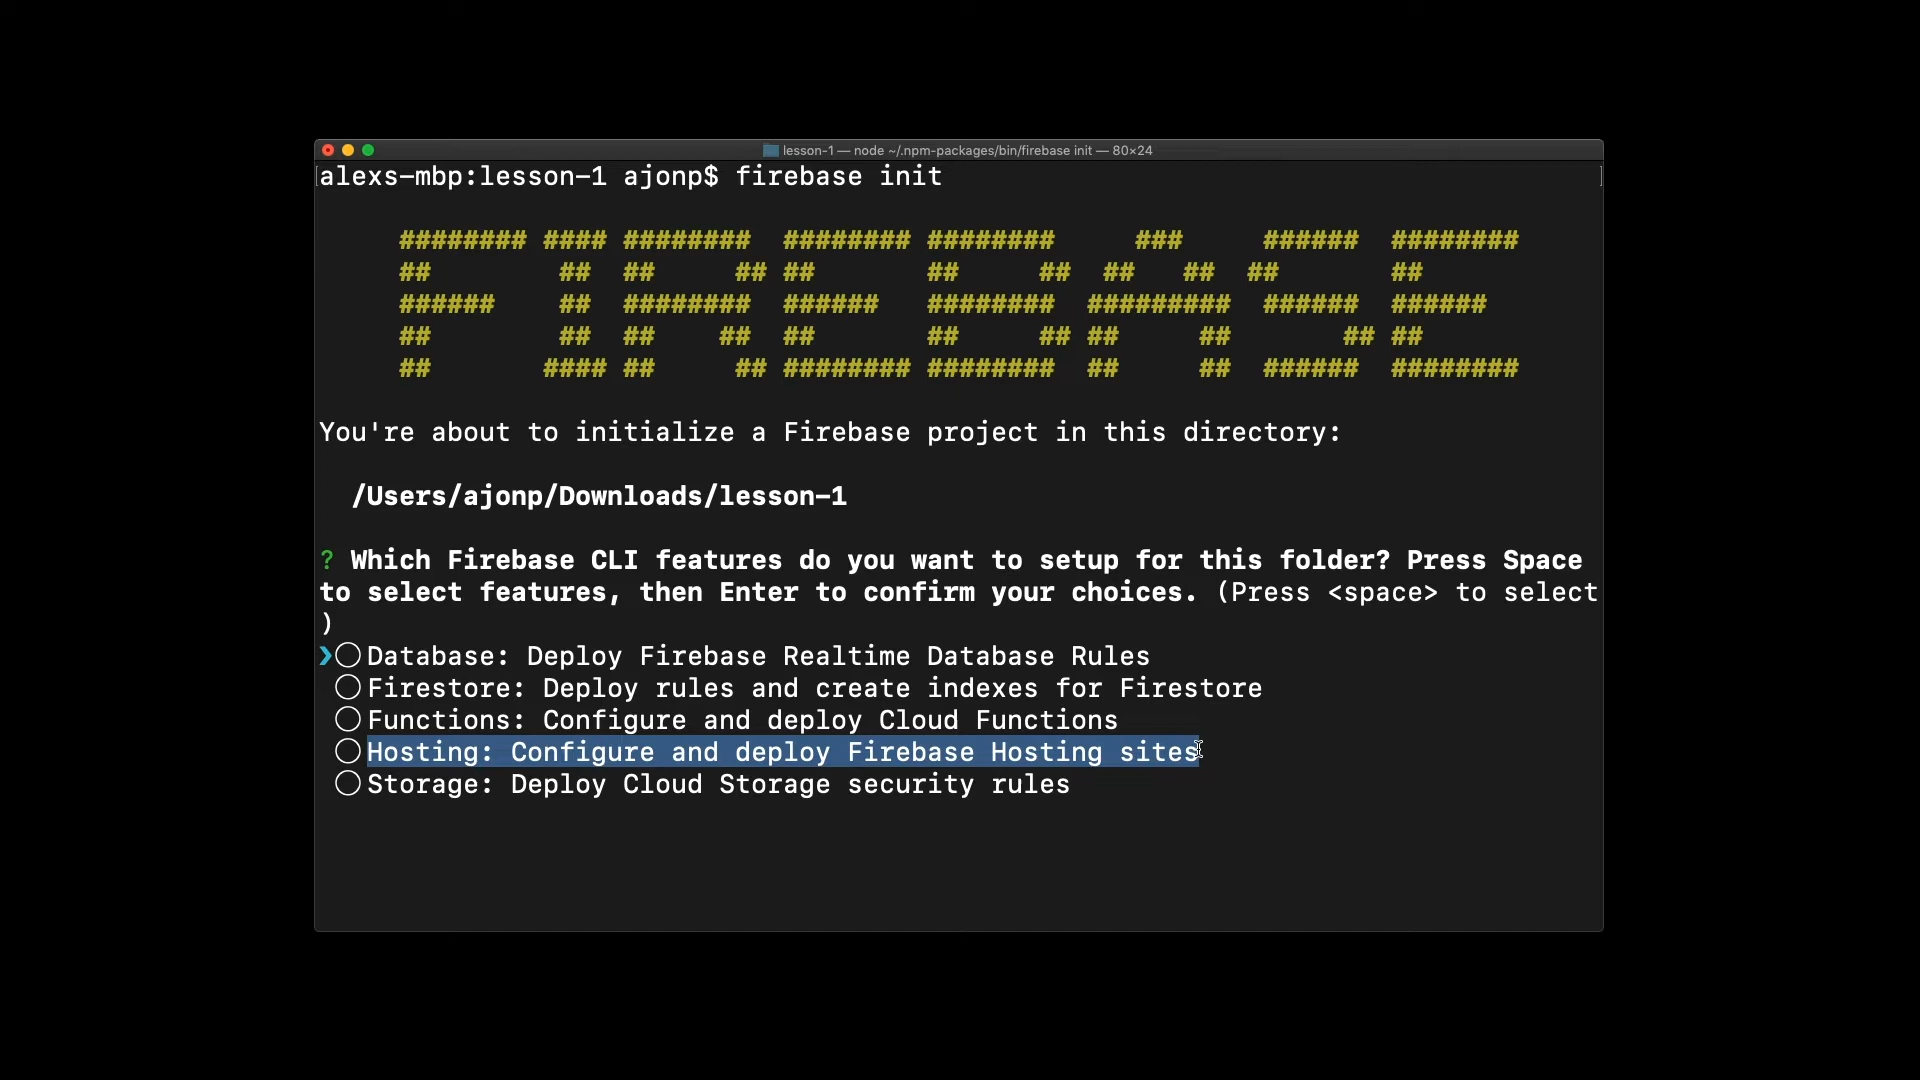 lesson-1 — node ~/.npm-packages/bin/firebase init — 80×24
alexs-mbp:lesson-1 ajonp$ firebase init
######## #### ########  ######## ########     ###     ######  ########
##        ##  ##     ## ##       ##     ##  ##   ##  ##       ##
######    ##  ########  ######   ########  #########  ######  ######
##        ##  ##    ##  ##       ##     ## ##     ##       ## ##
##       #### ##     ## ######## ########  ##     ##  ######  ########
You're about to initialize a Firebase project in this directory:
/Users/ajonp/Downloads/lesson-1
? Which Firebase CLI features do you want to setup for this folder? Press Space
to select features, then Enter to confirm your choices. (Press <space> to select
)
❯◯ Database: Deploy Firebase Realtime Database Rules
◯ Firestore: Deploy rules and create indexes for Firestore
◯ Functions: Configure and deploy Cloud Functions
◯ Hosting: Configure and deploy Firebase Hosting sites
◯ Storage: Deploy Cloud Storage security rules